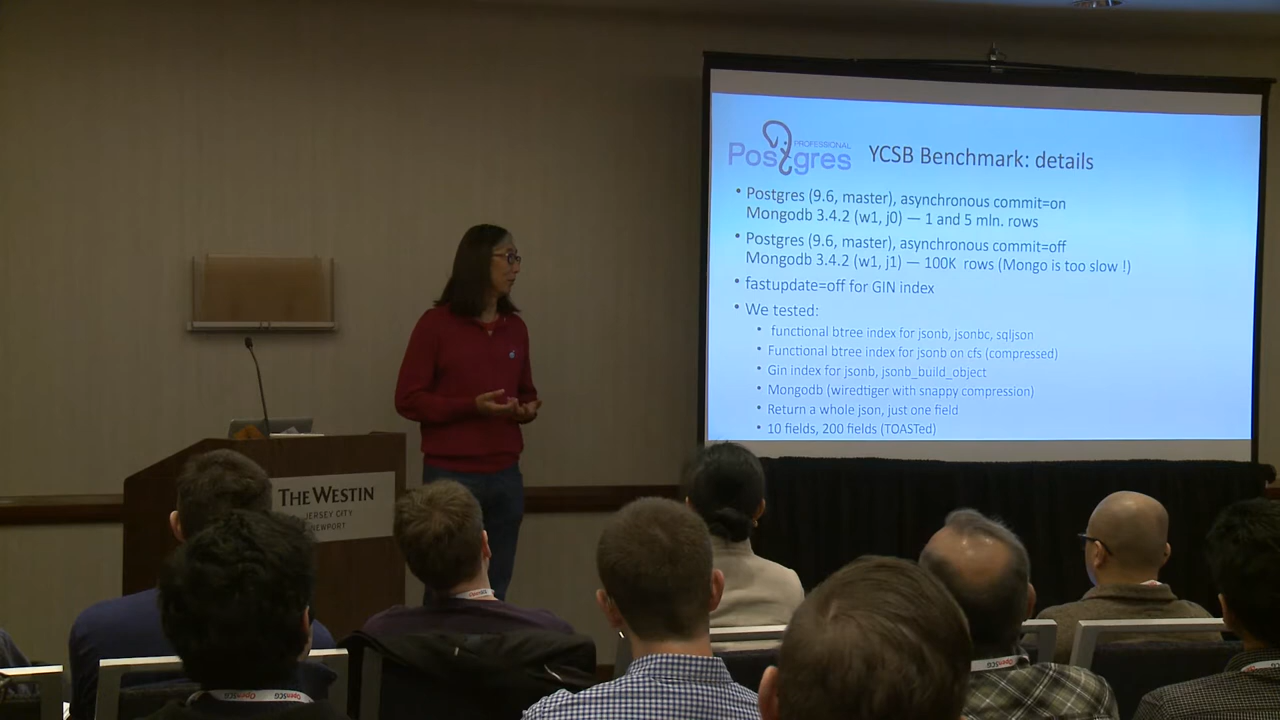 PROFESSIONAL
Postgres
YCSB Benchmark: details
• Postgres (9.6, master), asynchronous commit=on
Mongodb 3.4.2 (w1, j0) — 1 and 5 mln. rows
• Postgres (9.6, master), asynchronous commit=off
Mongodb 3.4.2 (w1, j1) — 100K rows (Mongo is too slow !)
• fastupdate=off for GIN index
• We tested:
• functional btree index for jsonb, jsonbc, sqljson
• Functional btree index for jsonb on cfs (compressed)
• Gin index for jsonb, jsonb_build_object
• Mongodb (wiredtiger with snappy compression)
• Return a whole json, just one field
• 10 fields, 200 fields (TOASTed)
THE WESTIN
JERSEY CITY
NEWPORT
OpenSCG
OpenSCG
OpenSCG